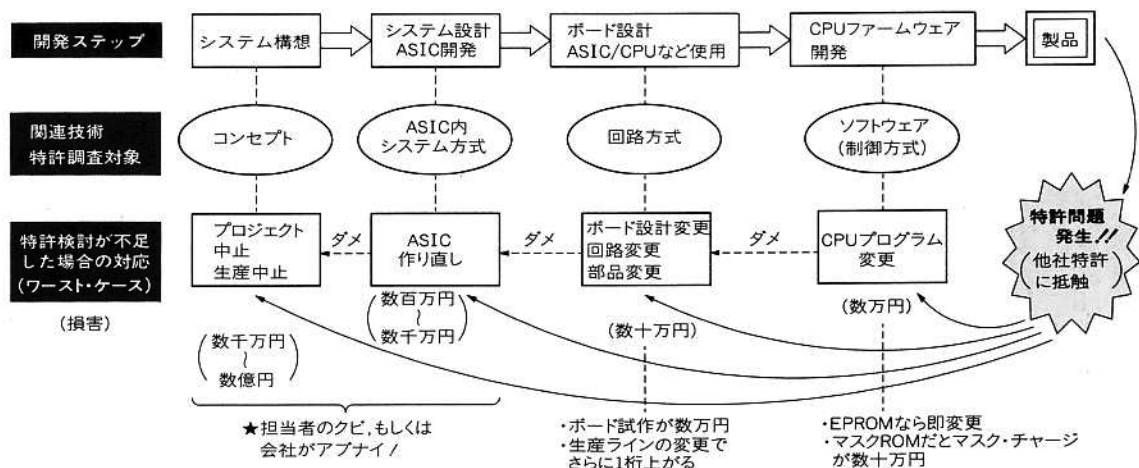 開発ステップ
システム構想
システム設計
ASIC開発
ボード設計
ASIC/CPUなど使用
CPUファームウェア
開発
製品
関連技術
特許調査対象
コンセプト
ASIC内
システム方式
回路方式
ソフトウェア
(制御方式)
特許問題
発生!!
(他社特許
に抵触)
特許検討が不足
した場合の対応
(ワースト・ケース)
(損害)
プロジェクト
中止
生産中止
ダメ
ASIC
作り直し
ダメ
ボード設計変更
回路変更
部品変更
ダメ
CPUプログラム
変更
(数千万円
〜
数億円)
(数百万円
〜
数千万円)
(数十万円)
(数万円)
★担当者のクビ,もしくは
会社がアブナイ!
・ボード試作が数万円
・生産ラインの変更で
さらに1桁上がる
・EPROMなら即変更
・マスクROMだとマスク・チャージ
が数十万円